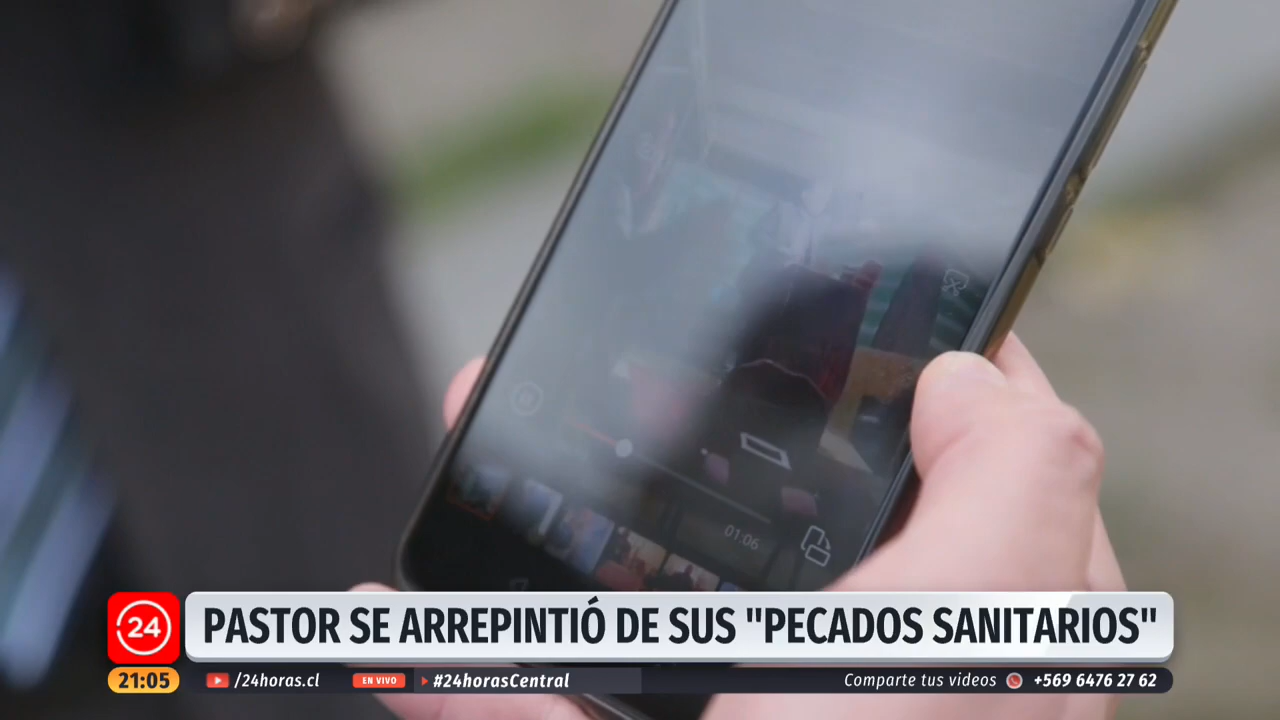 01:06
24
PASTOR SE ARREPINTIÓ DE SUS "PECADOS SANITARIOS"
21:05
/24horas.cl
EN VIVO
#24horasCentral
Comparte tus videos
+569 6476 27 62